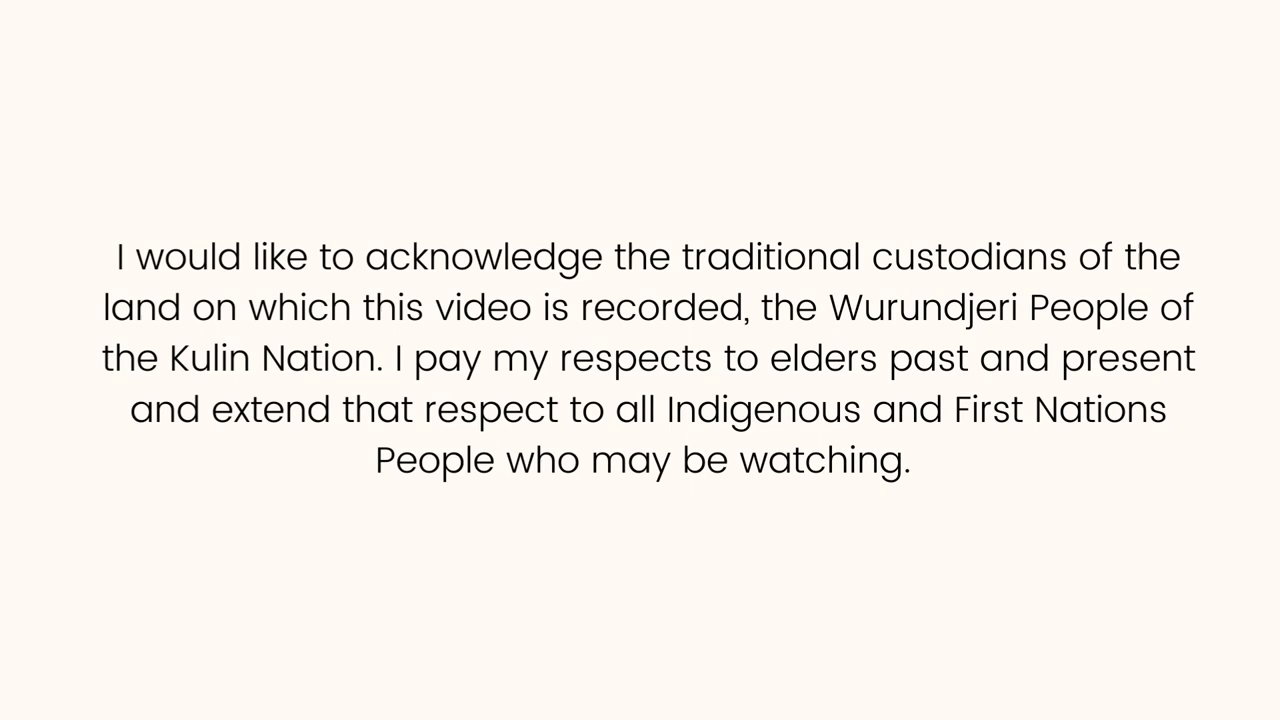 I would like to acknowledge the traditional custodians of the
land on which this video is recorded, the Wurundjeri People of
the Kulin Nation. I pay my respects to elders past and present
and extend that respect to all Indigenous and First Nations
People who may be watching.